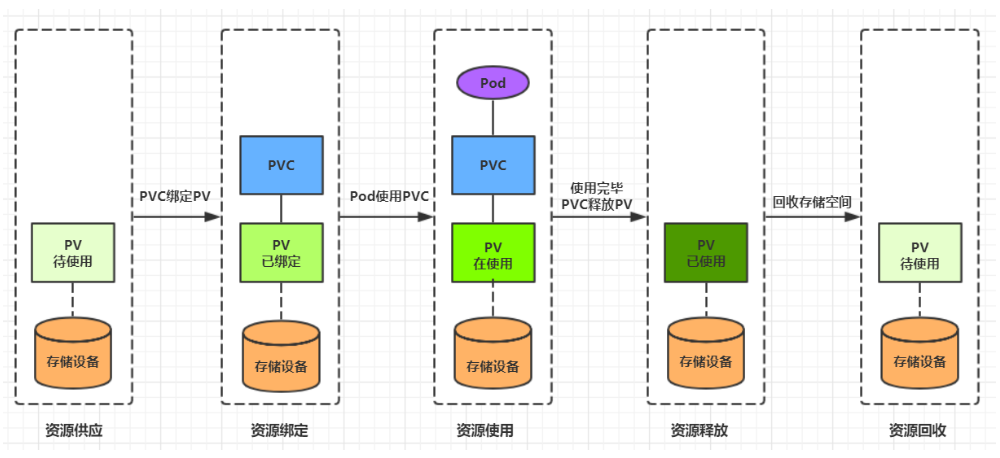 Pod
PVC
PVC
PVC绑定PV
Pod使用PVC
使用完毕
PVC释放PV
回收存储空间
PV
待使用
PV
已绑定
PV
在使用
PV
已使用
PV
待使用
存储设备
存储设备
存储设备
存储设备
存储设备
资源供应
资源绑定
资源使用
资源释放
资源回收